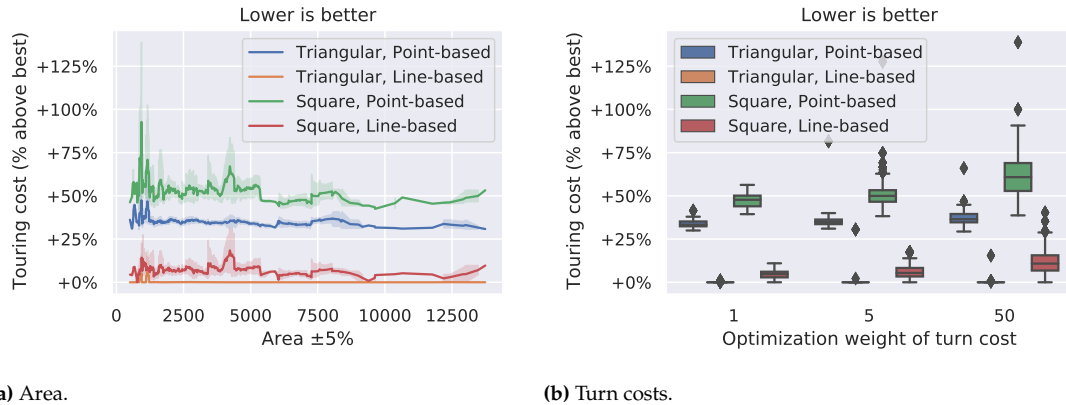 Lower is better
Touring cost (% above best)
+125%
+100%
+75%
+50%
+25%
+0%
Triangular, Point-based
Triangular, Line-based
Square, Point-based
Square, Line-based
0 2500 5000 7500 10000 12500
Area ±5%
a) Area.
Lower is better
Touring cost (% above best)
+125%
+100%
+75%
+50%
+25%
+0%
Triangular, Point-based
Triangular, Line-based
Square, Point-based
Square, Line-based
1 5 50
Optimization weight of turn cost
(b) Turn costs.